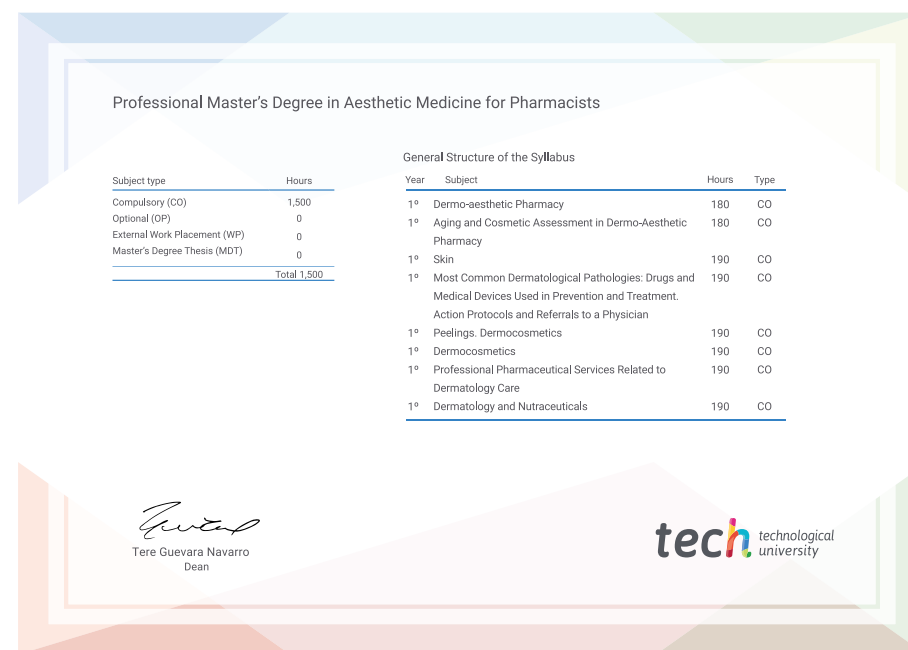 Professional Master's Degree in Aesthetic Medicine for Pharmacists
Subject type Hours
Compulsory (CO) 1,500
Optional (OP) 0
External Work Placement (WP) 0
Master's Degree Thesis (MDT) 0
Total 1,500
General Structure of the Syllabus
Year Subject Hours Type
1º Dermo-aesthetic Pharmacy 180 CO
1º Aging and Cosmetic Assessment in Dermo-Aesthetic 180 CO
Pharmacy
1º Skin 190 CO
1º Most Common Dermatological Pathologies: Drugs and 190 CO
Medical Devices Used in Prevention and Treatment.
Action Protocols and Referrals to a Physician
1º Peelings. Dermocosmetics 190 CO
1º Dermocosmetics 190 CO
1º Professional Pharmaceutical Services Related to 190 CO
Dermatology Care
1º Dermatology and Nutraceuticals 190 CO
Tere Guevara Navarro
Dean
tech technological
university